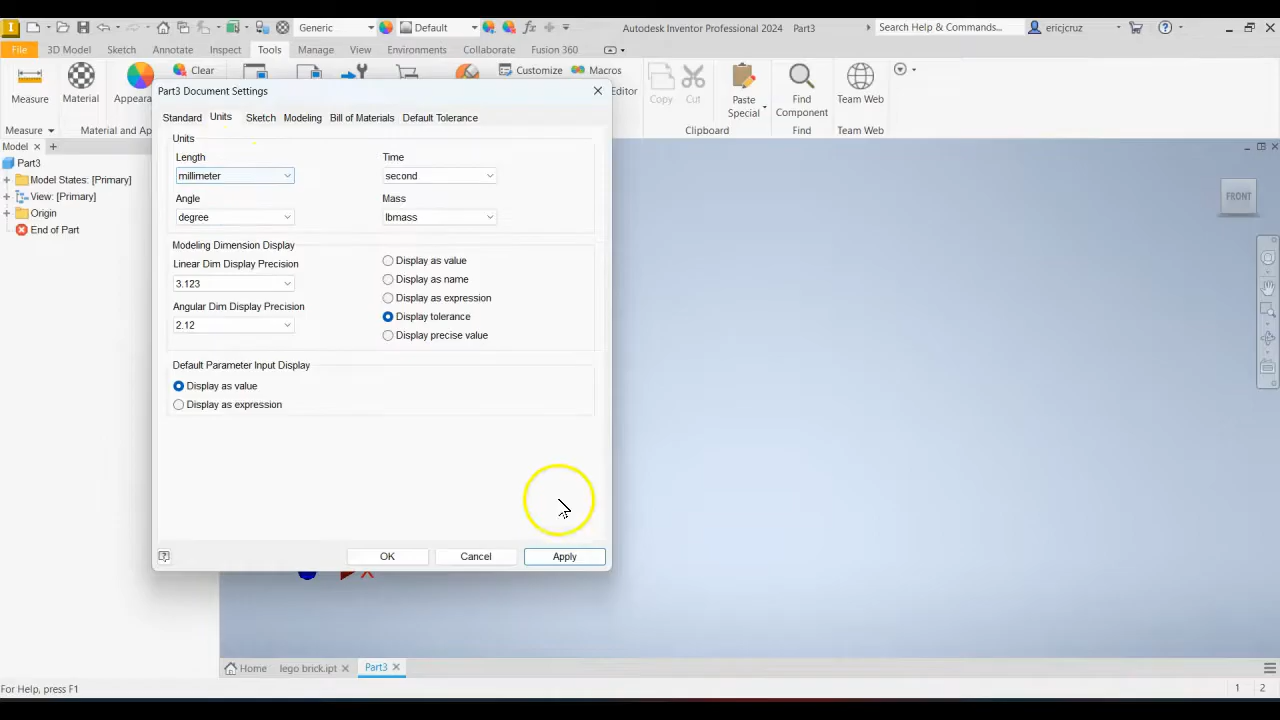 Generic
Default
Autodesk Inventor Professional 2024 Part3
Search Help & Commands...
ericjcruz
File
3D Model
Sketch
Annotate
Inspect
Tools
Manage
View
Environments
Collaborate
Fusion 360
Measure
Material
Appeara
Clear
Customize
Macros
Editor
Copy
Cut
Paste
Special
Find
Component
Team Web
Team Web
Measure
Material and Ap
Clipboard
Find
Web
Model
Part3
Model States: [Primary]
View: [Primary]
Origin
End of Part
Part3 Document Settings
Standard
Units
Sketch
Modeling
Bill of Materials
Default Tolerance
Units
Length
millimeter
Time
second
Angle
degree
Mass
lbmass
Modeling Dimension Display
Linear Dim Display Precision
3.123
Angular Dim Display Precision
2.12
Display as value
Display as name
Display as expression
Display tolerance
Display precise value
Default Parameter Input Display
Display as value
Display as expression
OK
Cancel
Apply
FRONT
X
Home
lego brick.ipt
Part3
For Help, press F1
1
2